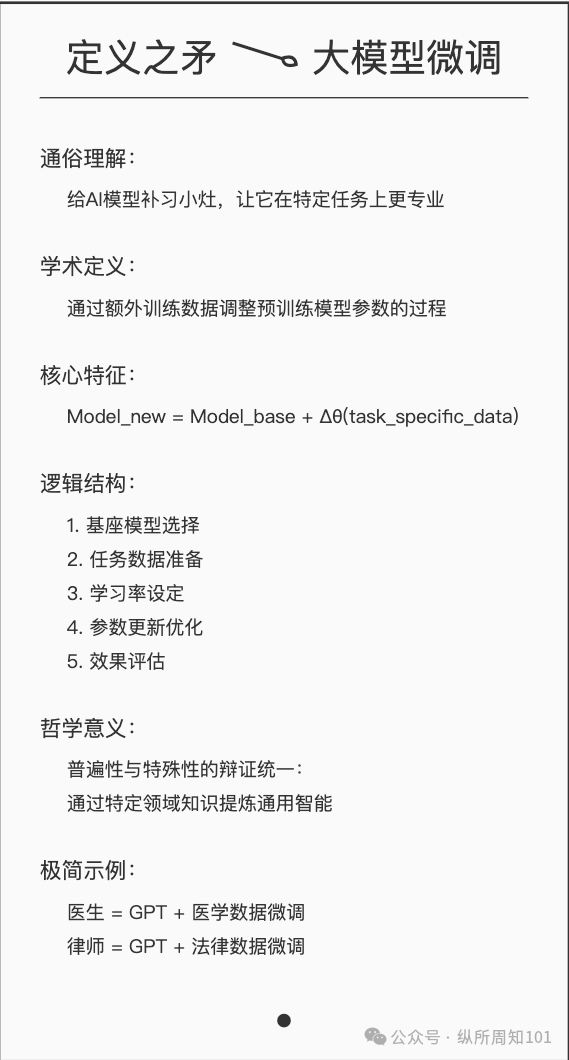 定义之矛 大模型微调
通俗理解：
给AI模型补习小灶，让它在特定任务上更专业
学术定义：
通过额外训练数据调整预训练模型参数的过程
核心特征：
Model_new = Model_base + Δθ(task_specific_data)
逻辑结构：
1. 基座模型选择
2. 任务数据准备
3. 学习率设定
4. 参数更新优化
5. 效果评估
哲学意义：
普遍性与特殊性的辩证统一：
通过特定领域知识提炼通用智能
极简示例：
医生 = GPT + 医学数据微调
律师 = GPT + 法律数据微调
公众号 · 纵所周知101